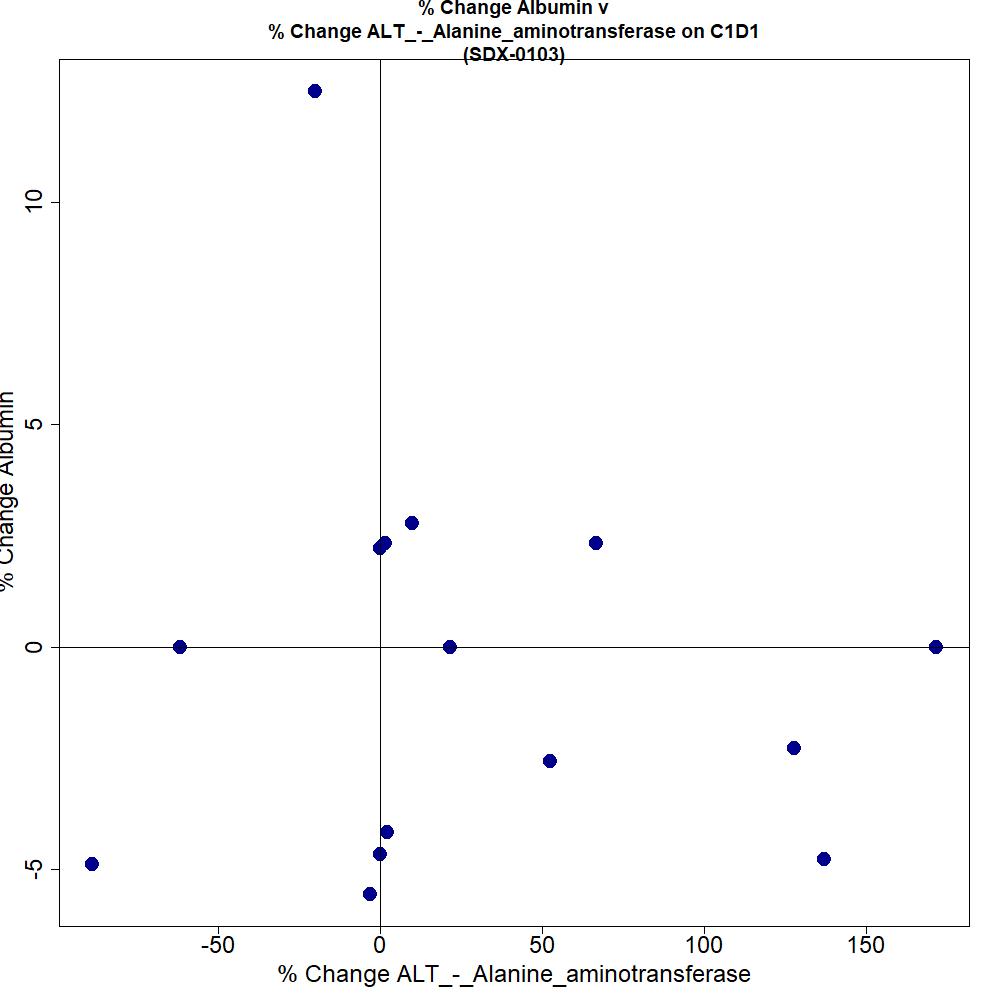 % Change Albumin v
% Change ALT_-_Alanine_aminotransferase on C1D1
(SDX-0103)
10
5
0
-5
% Change Albumin
-50
0
50
100
150
% Change ALT_-_Alanine_aminotransferase